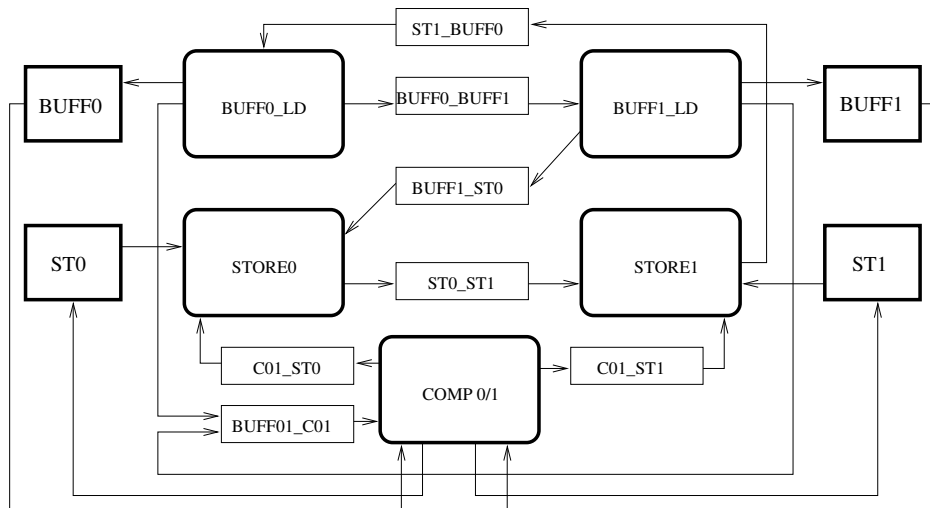 ST1_BUFF0
BUFF0
BUFF0_LD
BUFF0_BUFF1
BUFF1_LD
BUFF1
BUFF1_ST0
ST0
STORE0
ST0_ST1
STORE1
ST1
C01_ST0
COMP 0/1
C01_ST1
BUFF01_C01